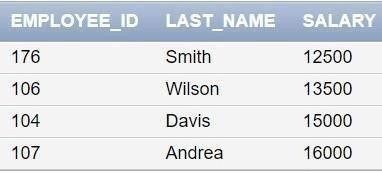 EMPLOYEE_ID LAST_NAME SALARY
176 Smith 12500
106 Wilson 13500
104 Davis 15000
107 Andrea 16000